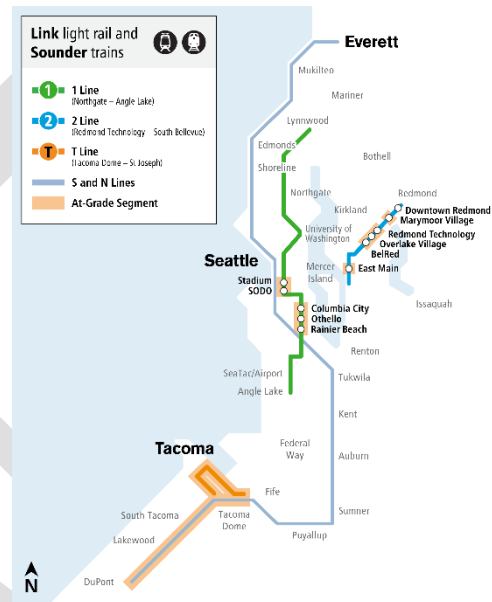 Link light rail and
Sounder trains
1
1 Line
(Northgate – Angle Lake)
2
2 Line
(Redmond Technology – South Bellevue)
T
T Line
(Tacoma Dome – St Joseph)
S and N Lines
At-Grade Segment
Everett
Mukilteo
Mariner
Lynnwood
Edmonds
Bothell
Shoreline
Northgate
Redmond
Kirkland
Downtown Redmond
Marymoor Village
University of
Washington
Redmond Technology
Overlake Village
BelRed
Seattle
Mercer
Island
East Main
Stadium
SODO
Issaquah
Columbia City
Othello
Rainier Beach
Renton
SeaTac/Airport
Tukwila
Angle Lake
Kent
Federal
Way
Tacoma
Auburn
Fife
South Tacoma
Tacoma
Dome
Sumner
Lakewood
Puyallup
DuPont
N